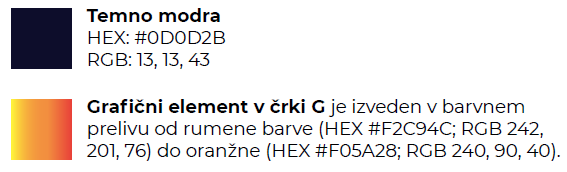 Temno modra
HEX: #0D0D2B
RGB: 13, 13, 43
Grafični element v črki G je izveden v barvnem
prelivu od rumene barve (HEX #F2C94C; RGB 242,
201, 76) do oranžne (HEX #F05A28; RGB 240, 90, 40).